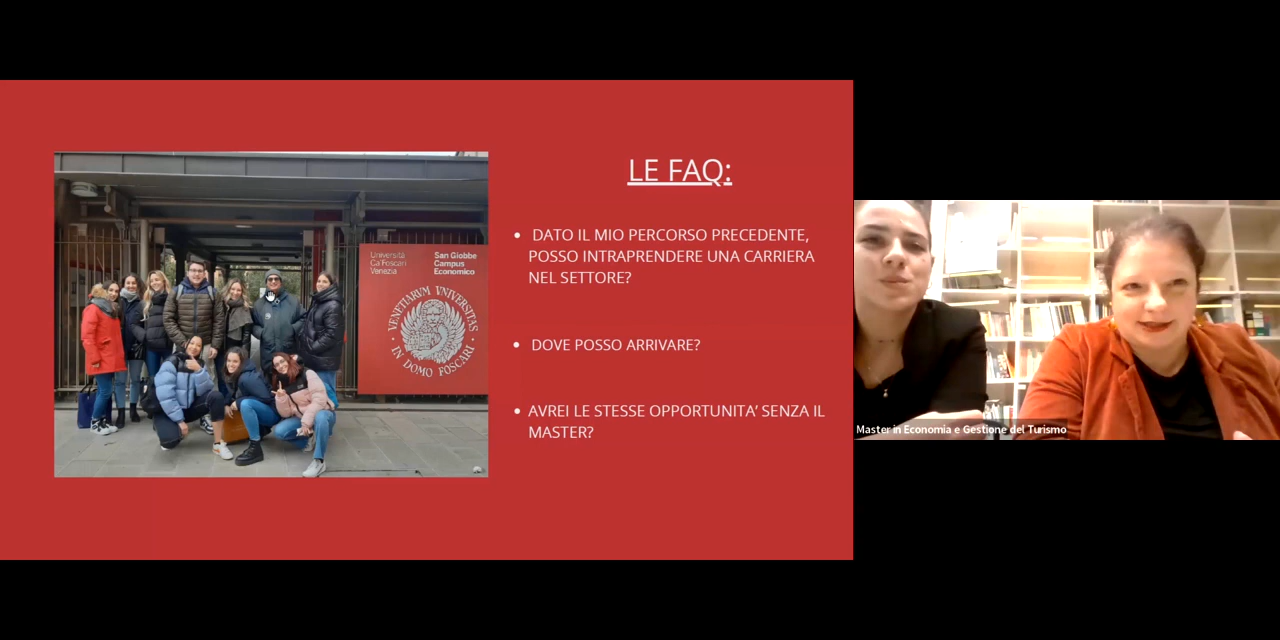 Università
Ca'Foscari
Venezia
San Giobbe
Campus
Economico
VENETIARVM VNIVERSITAS
IN DOMO FOSCARI
LE FAQ:
• DATO IL MIO PERCORSO PRECEDENTE,
POSSO INTRAPRENDERE UNA CARRIERA
NEL SETTORE?
• DOVE POSSO ARRIVARE?
• AVREI LE STESSE OPPORTUNITA' SENZA IL
MASTER?
Master in Economia e Gestione del Turismo